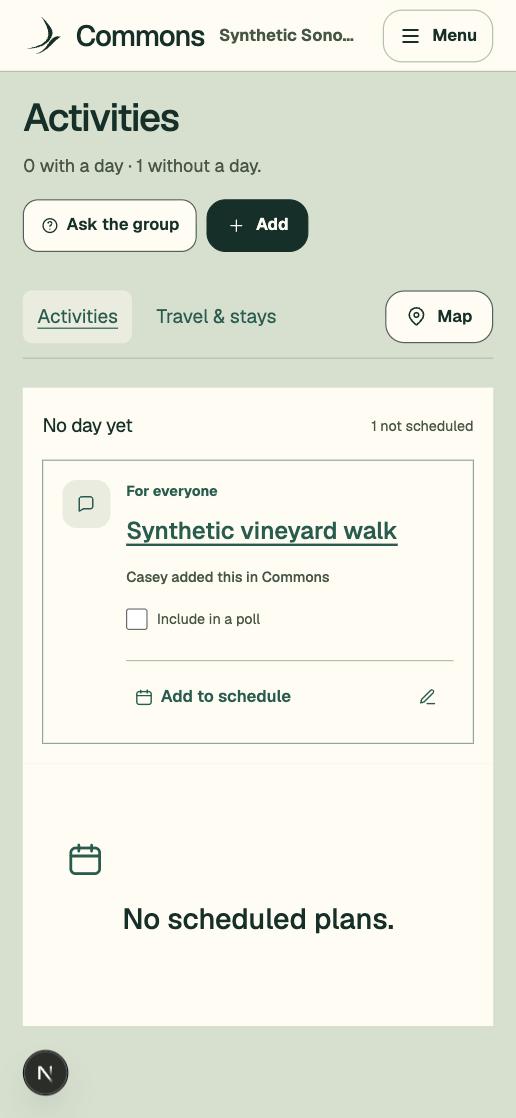 Commons Synthetic Sono...
Menu
Activities
0 with a day · 1 without a day.
Ask the group
Add
Activities
Travel & stays
Map
No day yet
1 not scheduled
For everyone
Synthetic vineyard walk
Casey added this in Commons
Include in a poll
Add to schedule
No scheduled plans.
N